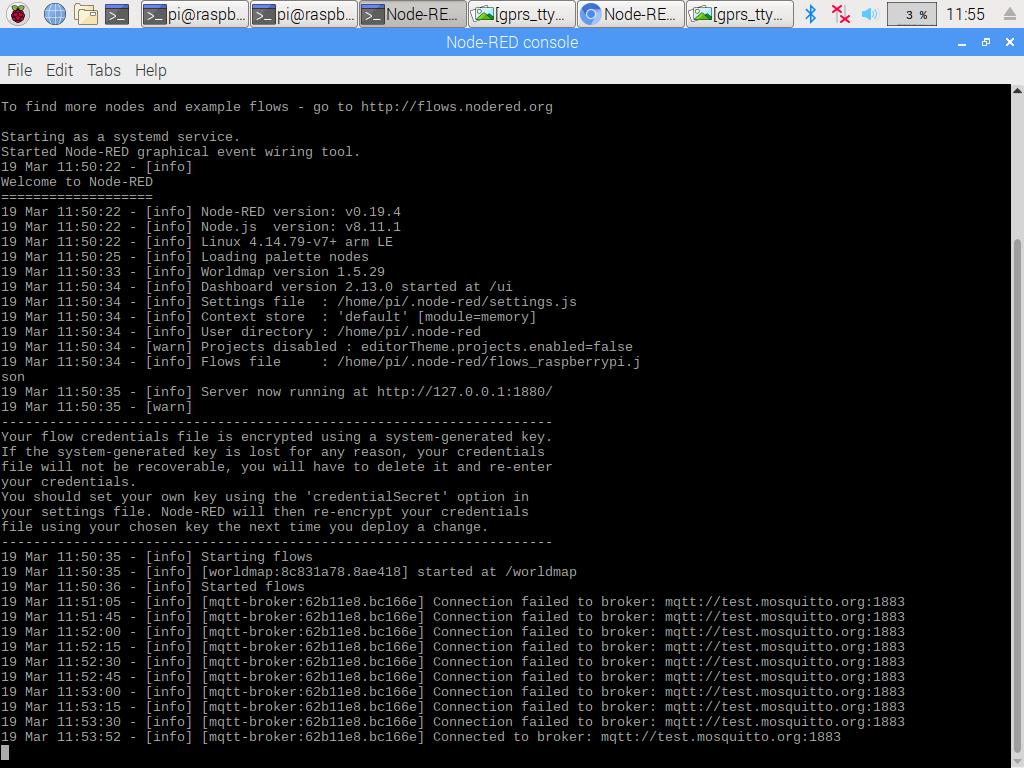 pi@raspb...
pi@raspb...
Node-RE...
[gprs_tty...
Node-RE...
[gprs_tty...
3 %
11:55
Node-RED console
File Edit Tabs Help
To find more nodes and example flows - go to http://flows.nodered.org
Starting as a systemd service.
Started Node-RED graphical event wiring tool.
19 Mar 11:50:22 - [info]
Welcome to Node-RED
===================
19 Mar 11:50:22 - [info] Node-RED version: v0.19.4
19 Mar 11:50:22 - [info] Node.js  version: v8.11.1
19 Mar 11:50:22 - [info] Linux 4.14.79-v7+ arm LE
19 Mar 11:50:25 - [info] Loading palette nodes
19 Mar 11:50:33 - [info] Worldmap version 1.5.29
19 Mar 11:50:34 - [info] Dashboard version 2.13.0 started at /ui
19 Mar 11:50:34 - [info] Settings file  : /home/pi/.node-red/settings.js
19 Mar 11:50:34 - [info] Context store  : 'default' [module=memory]
19 Mar 11:50:34 - [info] User directory : /home/pi/.node-red
19 Mar 11:50:34 - [warn] Projects disabled : editorTheme.projects.enabled=false
19 Mar 11:50:34 - [info] Flows file     : /home/pi/.node-red/flows_raspberrypi.j
son
19 Mar 11:50:35 - [info] Server now running at http://127.0.0.1:1880/
19 Mar 11:50:35 - [warn]
---------------------------------------------------------------------
Your flow credentials file is encrypted using a system-generated key.
If the system-generated key is lost for any reason, your credentials
file will not be recoverable, you will have to delete it and re-enter
your credentials.
You should set your own key using the 'credentialSecret' option in
your settings file. Node-RED will then re-encrypt your credentials
file using your chosen key the next time you deploy a change.
---------------------------------------------------------------------
19 Mar 11:50:35 - [info] Starting flows
19 Mar 11:50:35 - [info] [worldmap:8c831a78.8ae418] started at /worldmap
19 Mar 11:50:36 - [info] Started flows
19 Mar 11:51:05 - [info] [mqtt-broker:62b11e8.bc166e] Connection failed to broker: mqtt://test.mosquitto.org:1883
19 Mar 11:51:45 - [info] [mqtt-broker:62b11e8.bc166e] Connection failed to broker: mqtt://test.mosquitto.org:1883
19 Mar 11:52:00 - [info] [mqtt-broker:62b11e8.bc166e] Connection failed to broker: mqtt://test.mosquitto.org:1883
19 Mar 11:52:15 - [info] [mqtt-broker:62b11e8.bc166e] Connection failed to broker: mqtt://test.mosquitto.org:1883
19 Mar 11:52:30 - [info] [mqtt-broker:62b11e8.bc166e] Connection failed to broker: mqtt://test.mosquitto.org:1883
19 Mar 11:52:45 - [info] [mqtt-broker:62b11e8.bc166e] Connection failed to broker: mqtt://test.mosquitto.org:1883
19 Mar 11:53:00 - [info] [mqtt-broker:62b11e8.bc166e] Connection failed to broker: mqtt://test.mosquitto.org:1883
19 Mar 11:53:15 - [info] [mqtt-broker:62b11e8.bc166e] Connection failed to broker: mqtt://test.mosquitto.org:1883
19 Mar 11:53:30 - [info] [mqtt-broker:62b11e8.bc166e] Connection failed to broker: mqtt://test.mosquitto.org:1883
19 Mar 11:53:52 - [info] [mqtt-broker:62b11e8.bc166e] Connected to broker: mqtt://test.mosquitto.org:1883